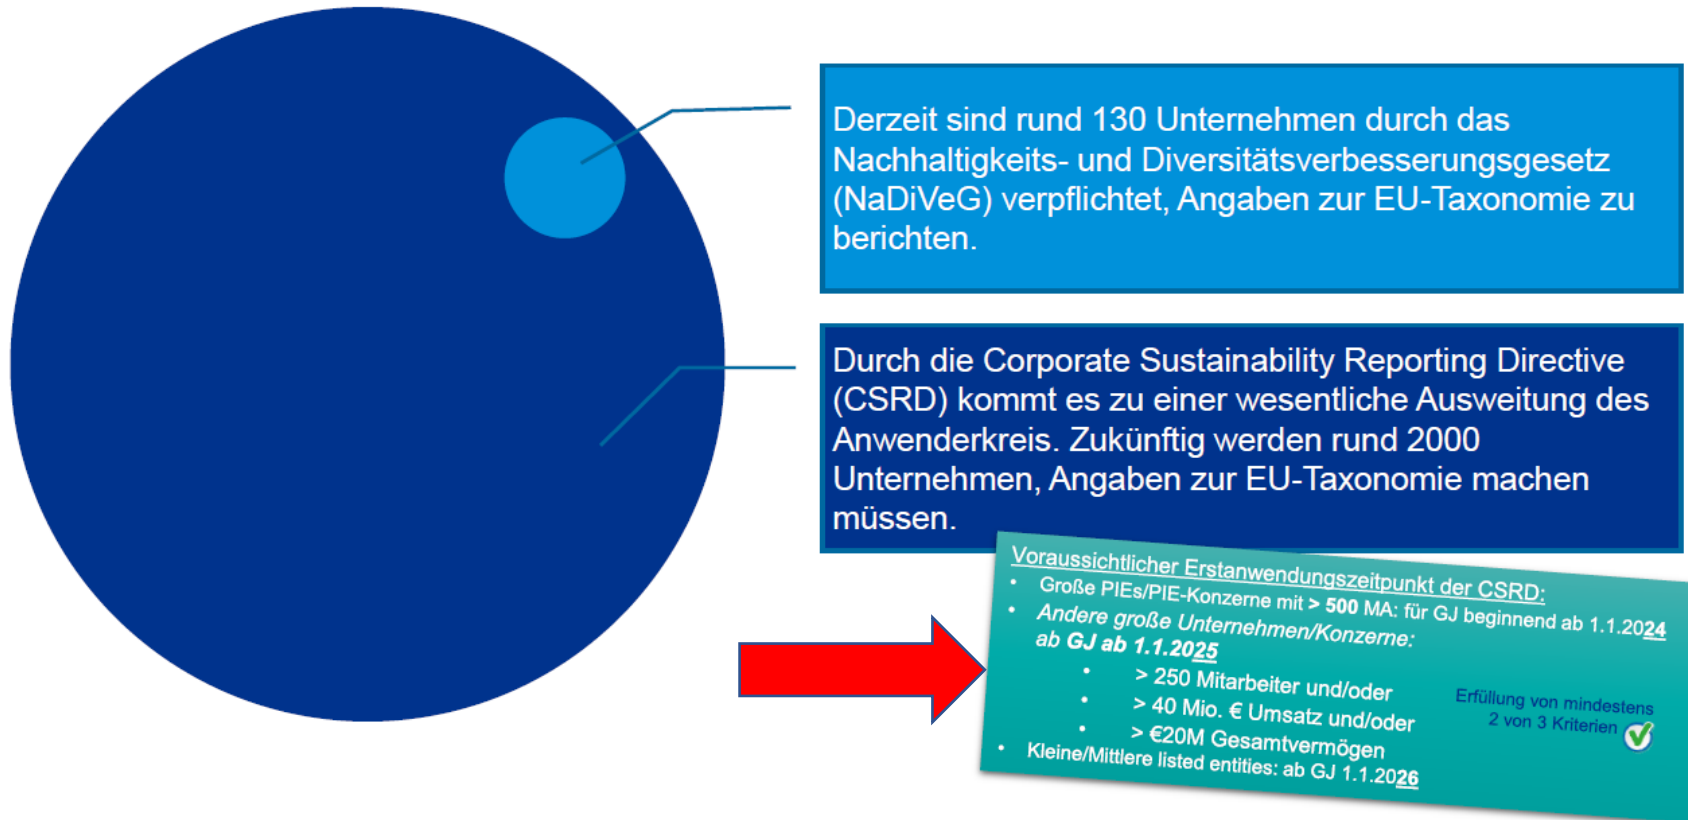 Derzeit sind rund 130 Unternehmen durch das
Nachhaltigkeits- und Diversitätsverbesserungsgesetz
(NaDiVeG) verpflichtet, Angaben zur EU-Taxonomie zu
berichten.
Durch die Corporate Sustainability Reporting Directive
(CSRD) kommt es zu einer wesentliche Ausweitung des
Anwenderkreis. Zukünftig werden rund 2000
Unternehmen, Angaben zur EU-Taxonomie machen
müssen.
Voraussichtlicher Erstanwendungszeitpunkt der CSRD:
• Große PIEs/PIE-Konzerne mit > 500 MA: für GJ beginnend ab 1.1.2024
• Andere große Unternehmen/Konzerne:
ab GJ ab 1.1.2025
• > 250 Mitarbeiter und/oder
• > 40 Mio. € Umsatz und/oder
• > €20M Gesamtvermögen
Erfüllung von mindestens
2 von 3 Kriterien
• Kleine/Mittlere listed entities: ab GJ 1.1.2026